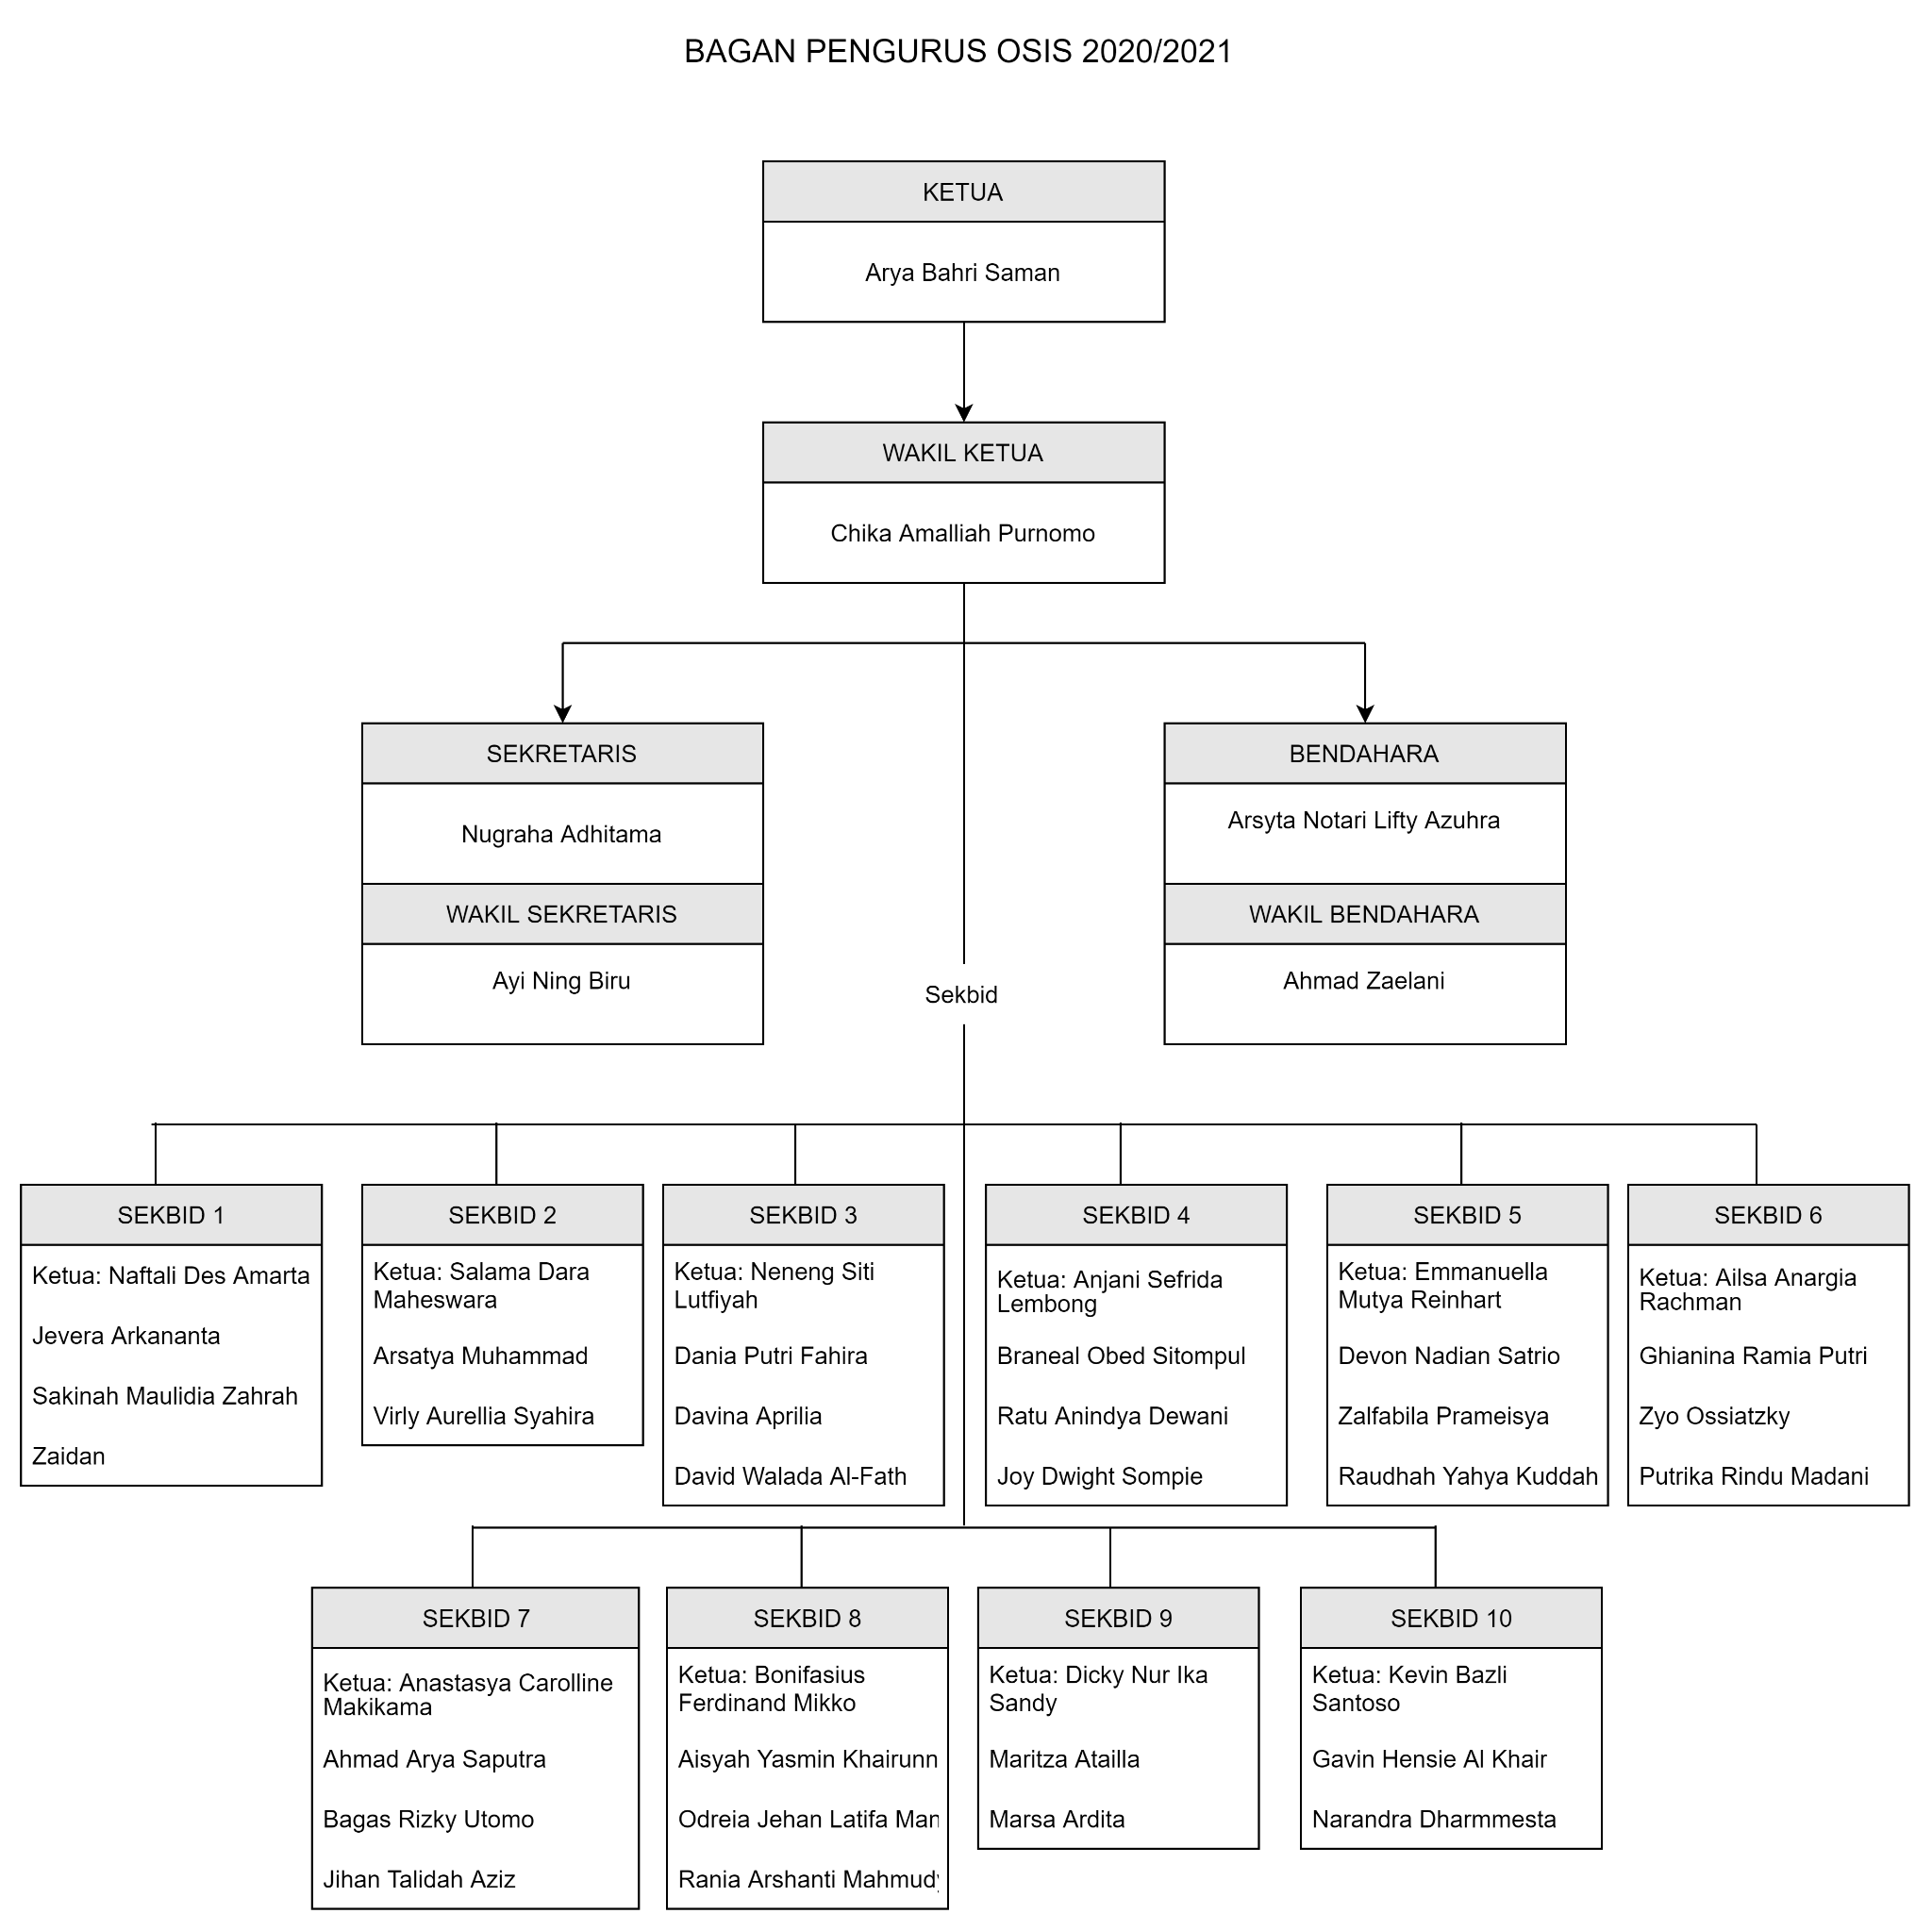 BAGAN PENGURUS OSIS 2020/2021
KETUA
Arya Bahri Saman
WAKIL KETUA
Chika Amalliah Purnomo
SEKRETARIS
Nugraha Adhitama
WAKIL SEKRETARIS
Ayi Ning Biru
BENDAHARA
Arsyta Notari Lifty Azuhra
WAKIL BENDAHARA
Ahmad Zaelani
Sekbid
SEKBID 1
Ketua: Naftali Des Amarta
Jevera Arkananta
Sakinah Maulidia Zahrah
Zaidan
SEKBID 2
Ketua: Salama Dara
Maheswara
Arsatya Muhammad
Virly Aurellia Syahira
SEKBID 3
Ketua: Neneng Siti
Lutfiyah
Dania Putri Fahira
Davina Aprilia
David Walada Al-Fath
SEKBID 4
Ketua: Anjani Sefrida
Lembong
Braneal Obed Sitompul
Ratu Anindya Dewani
Joy Dwight Sompie
SEKBID 5
Ketua: Emmanuella
Mutya Reinhart
Devon Nadian Satrio
Zalfabila Prameisya
Raudhah Yahya Kuddah
SEKBID 6
Ketua: Ailsa Anargia
Rachman
Ghianina Ramia Putri
Zyo Ossiatzky
Putrika Rindu Madani
SEKBID 7
Ketua: Anastasya Carolline
Makikama
Ahmad Arya Saputra
Bagas Rizky Utomo
Jihan Talidah Aziz
SEKBID 8
Ketua: Bonifasius
Ferdinand Mikko
Aisyah Yasmin Khairunn
Odreia Jehan Latifa
Rania Arshanti
SEKBID 9
Ketua: Dicky Nur Ika
Sandy
Maritza Atailla
Marsa Ardita
SEKBID 10
Ketua: Kevin Bazli
Santoso
Gavin Hensie Al Khair
Narandra Dharmmesta